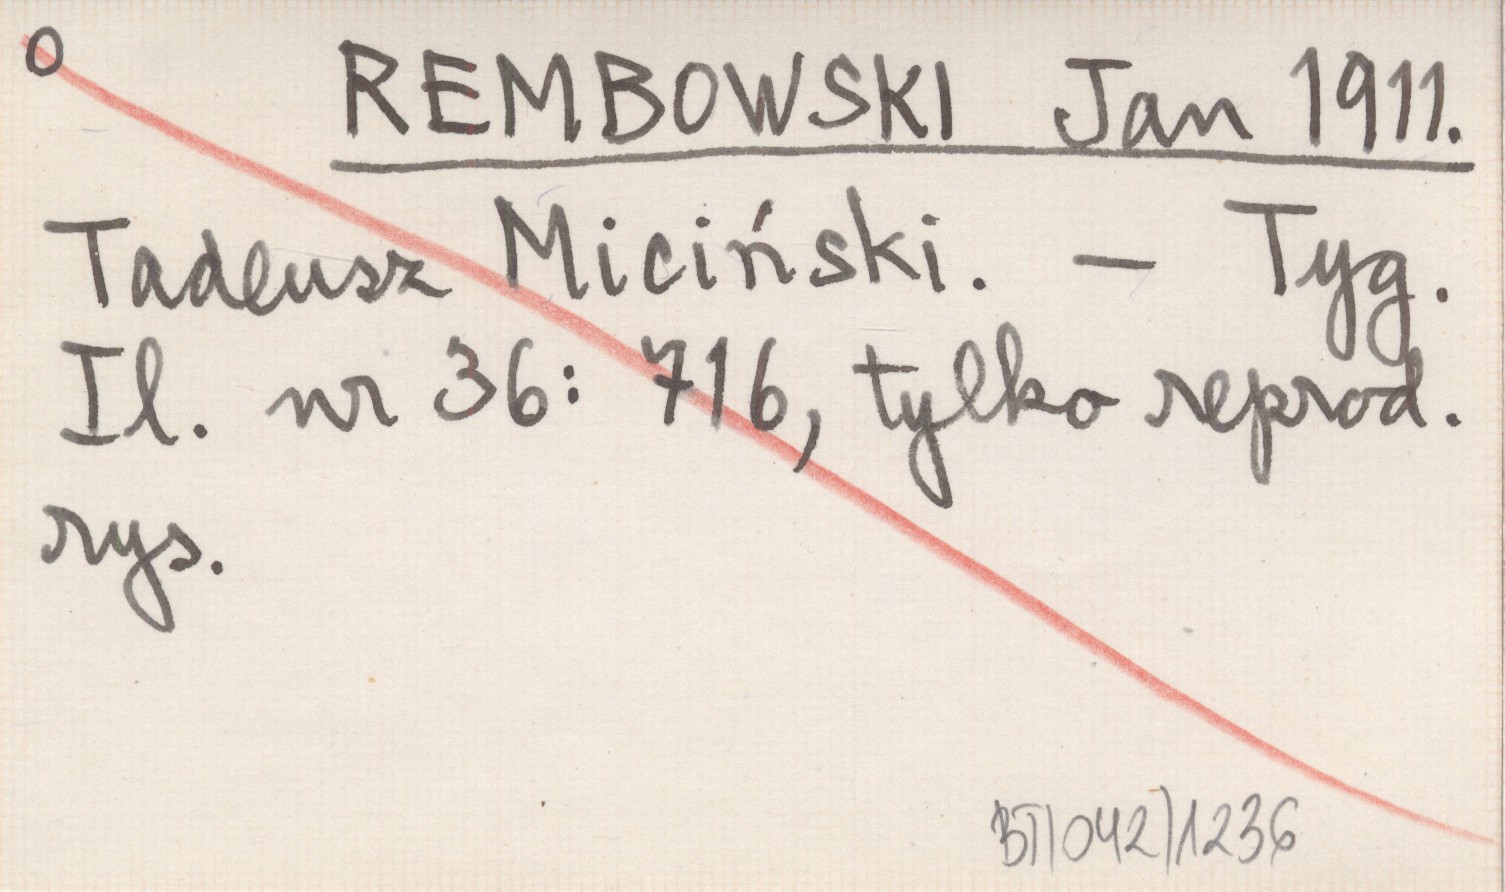 O REMBOWSKI Jan 1911.
Tadeusz Miciński. — Tyg.
Il. nr 36: 716, tylko reprod.
rys.
BT/042/1236